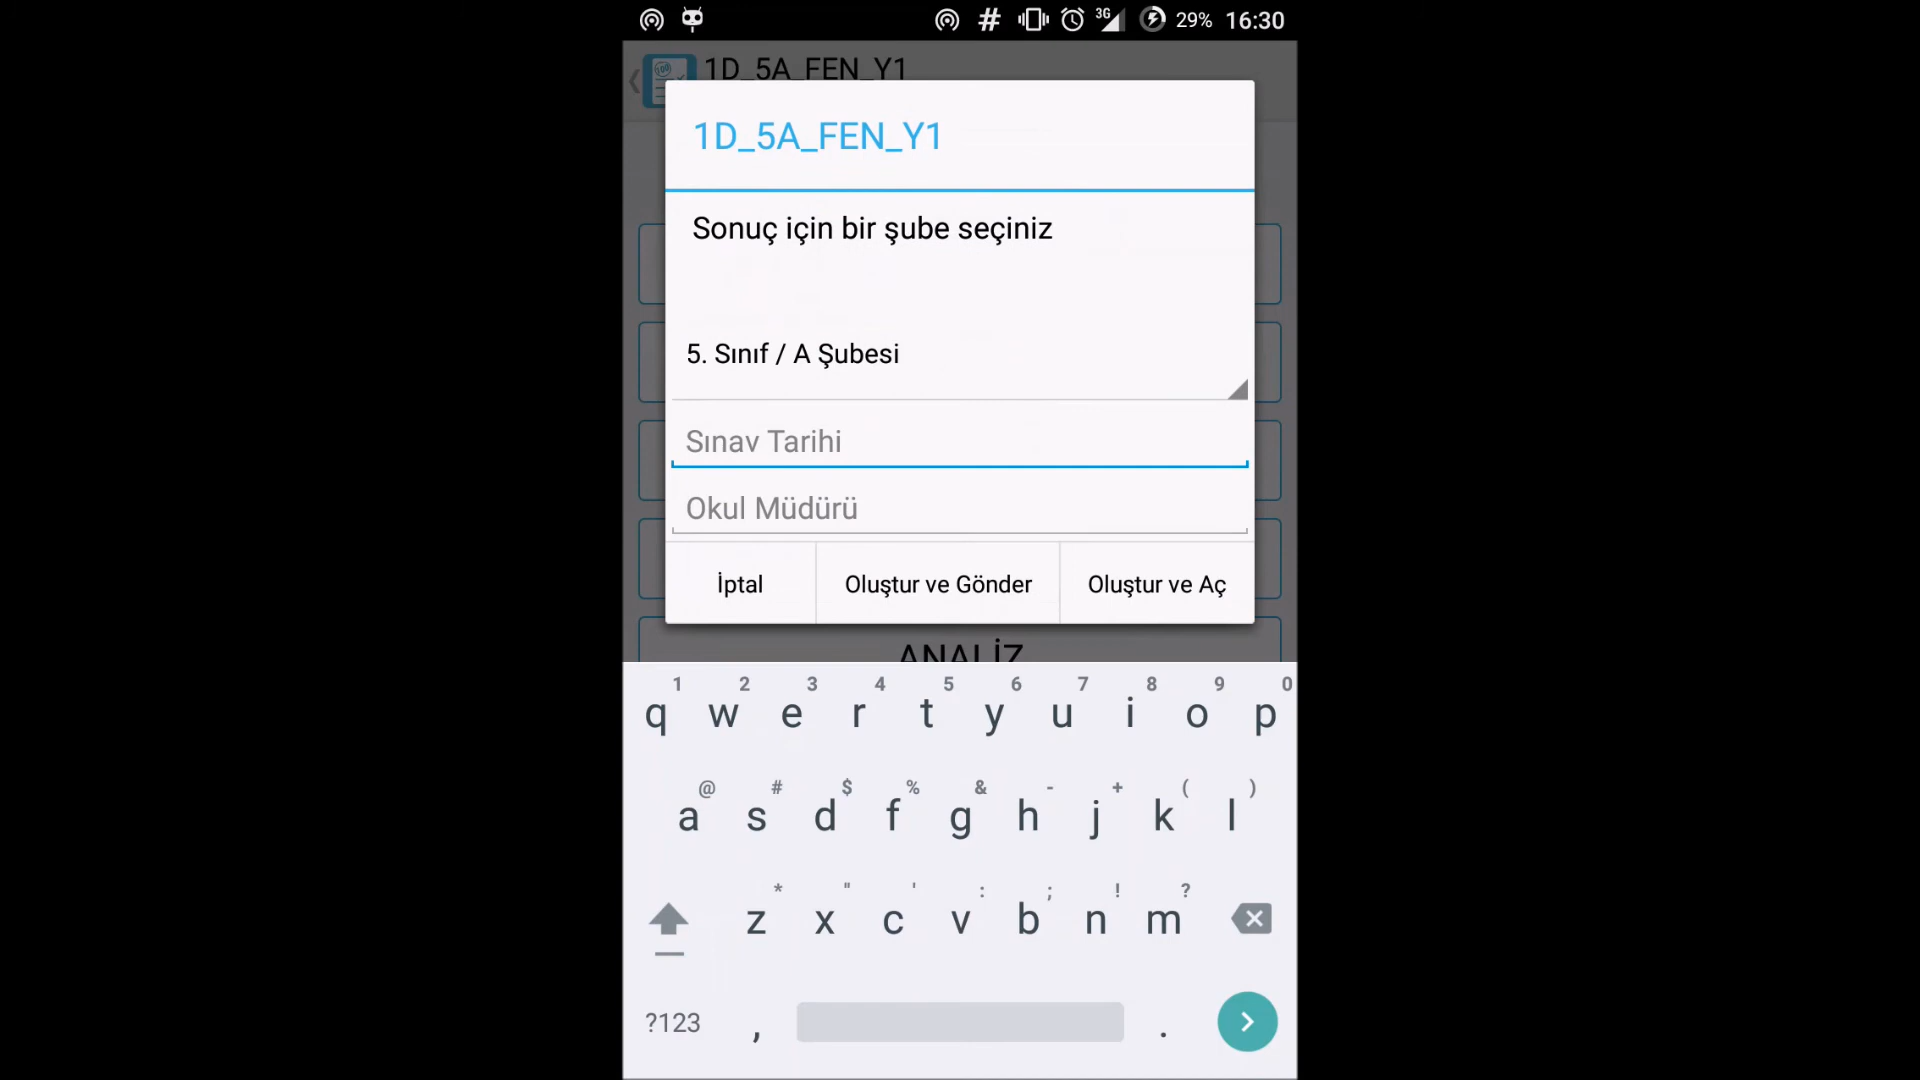 3G 29% 16:30
1D_5A_FEN_Y1
1D_5A_FEN_Y1
Sonuç için bir şube seçiniz
5. Sınıf / A Şubesi
Sınav Tarihi
Okul Müdürü
İptal Oluştur ve Gönder Oluştur ve Aç
ANALİZ
1 2 3 4 5 6 7 8 9 0
q w e r t y u i o p
@ # $ % & - + ( )
a s d f g h j k l
* " ' : ; ! ?
z x c v b n m
?123 , .